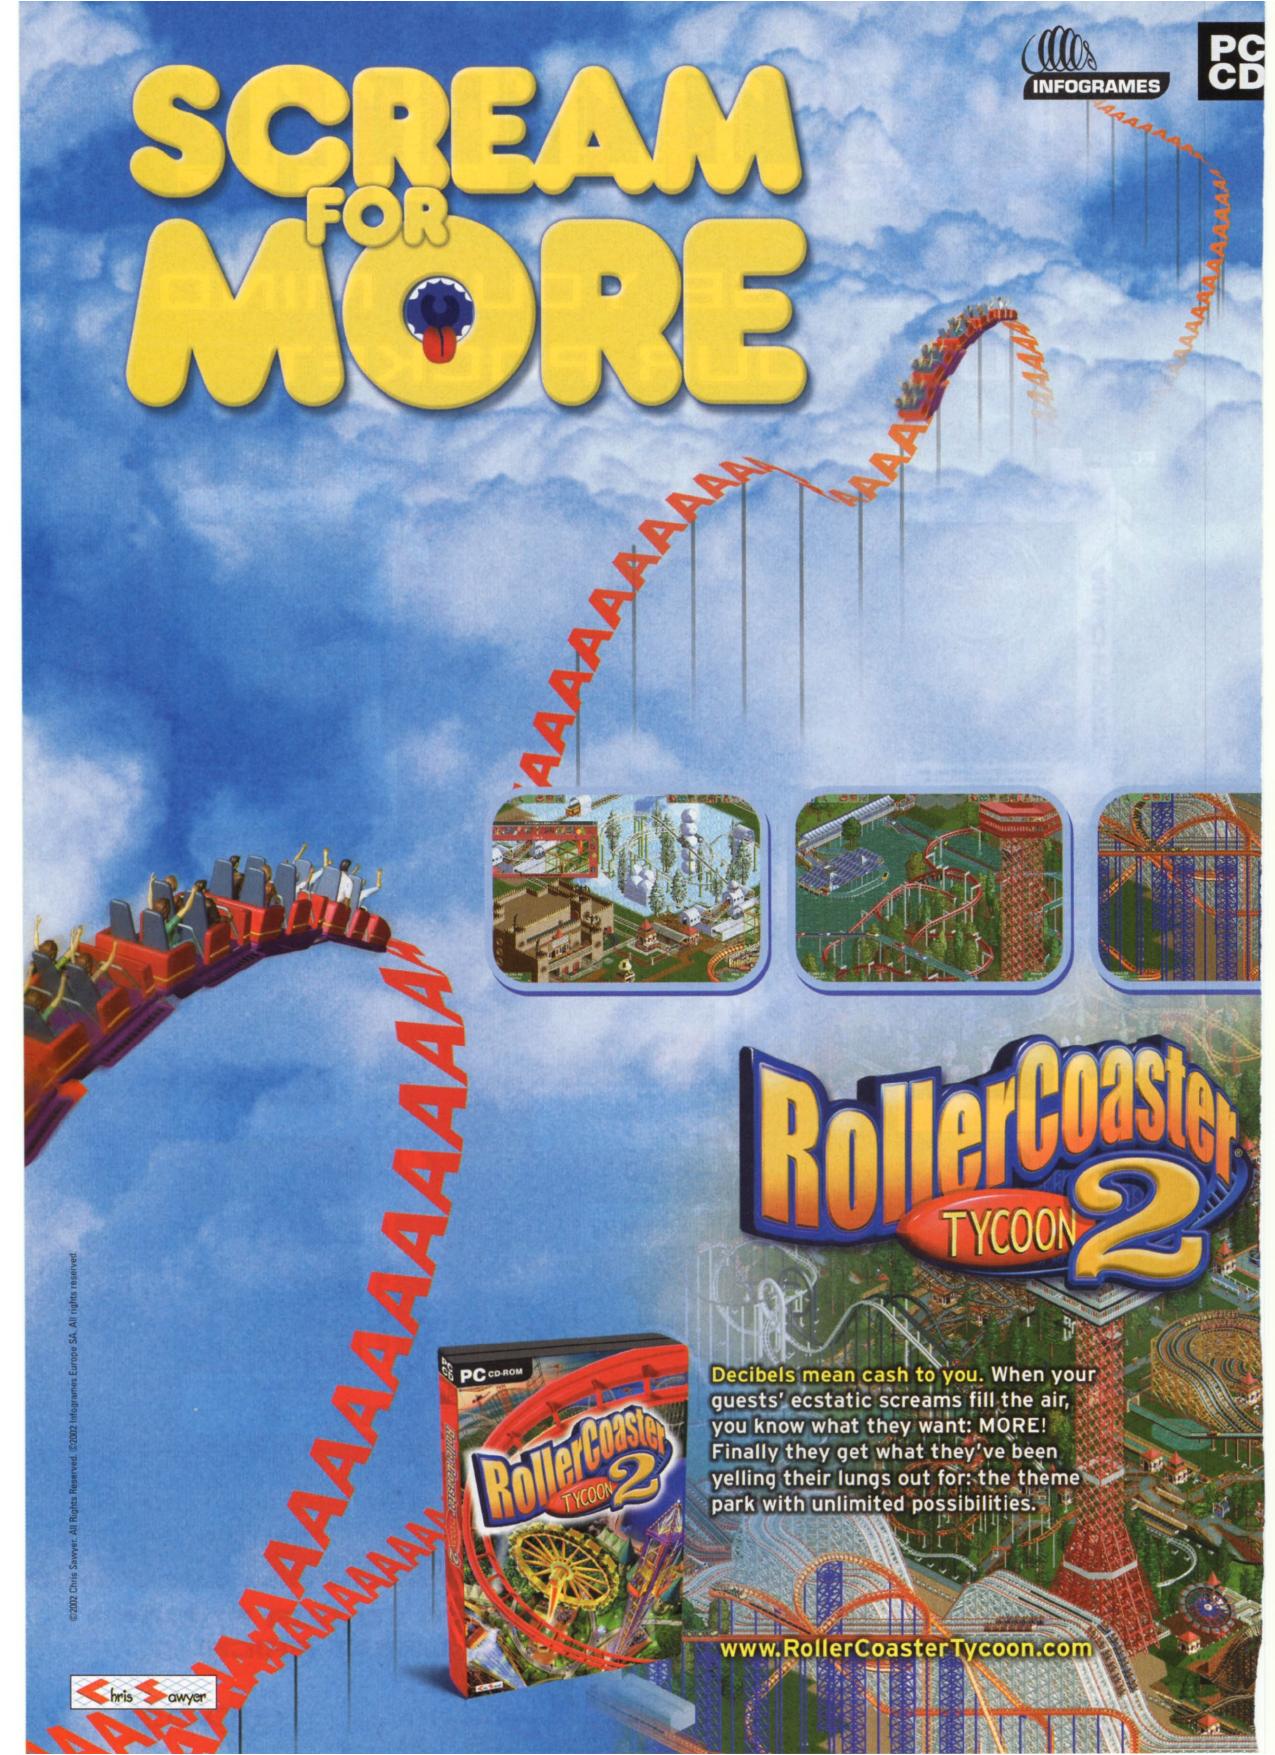 SCREAM
FOR
MORE
INFOGRAMES
PC
CD
RollerCoaster
TYCOON 2
PC CD-ROM
RollerCoaster
TYCOON 2
Decibels mean cash to you. When your
guests' ecstatic screams fill the air,
you know what they want: MORE!
Finally they get what they've been
yelling their lungs out for: the theme
park with unlimited possibilities.
www.RollerCoasterTycoon.com
Chris Sawyer
©2002 Chris Sawyer. All Rights Reserved. ©2002 Infogrames Europe SA. All rights reserved.